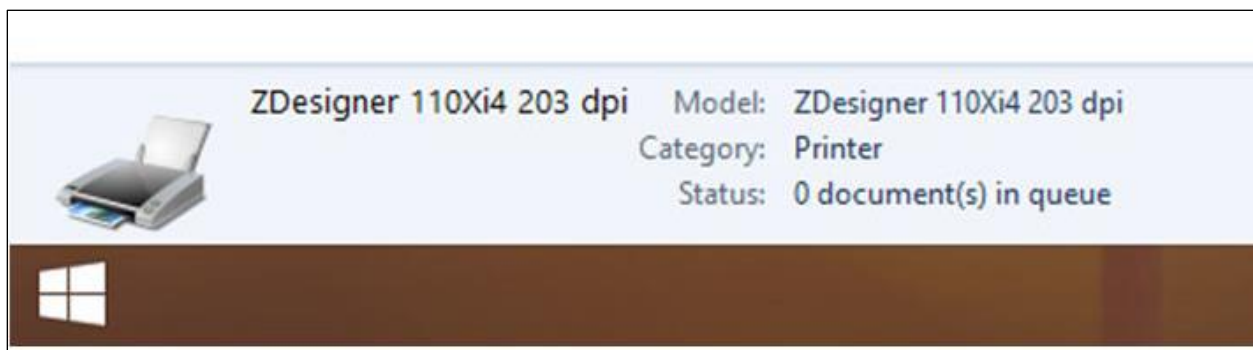 ZDesigner 110Xi4 203 dpi Model: ZDesigner 110Xi4 203 dpi
Category: Printer
Status: 0 document(s) in queue